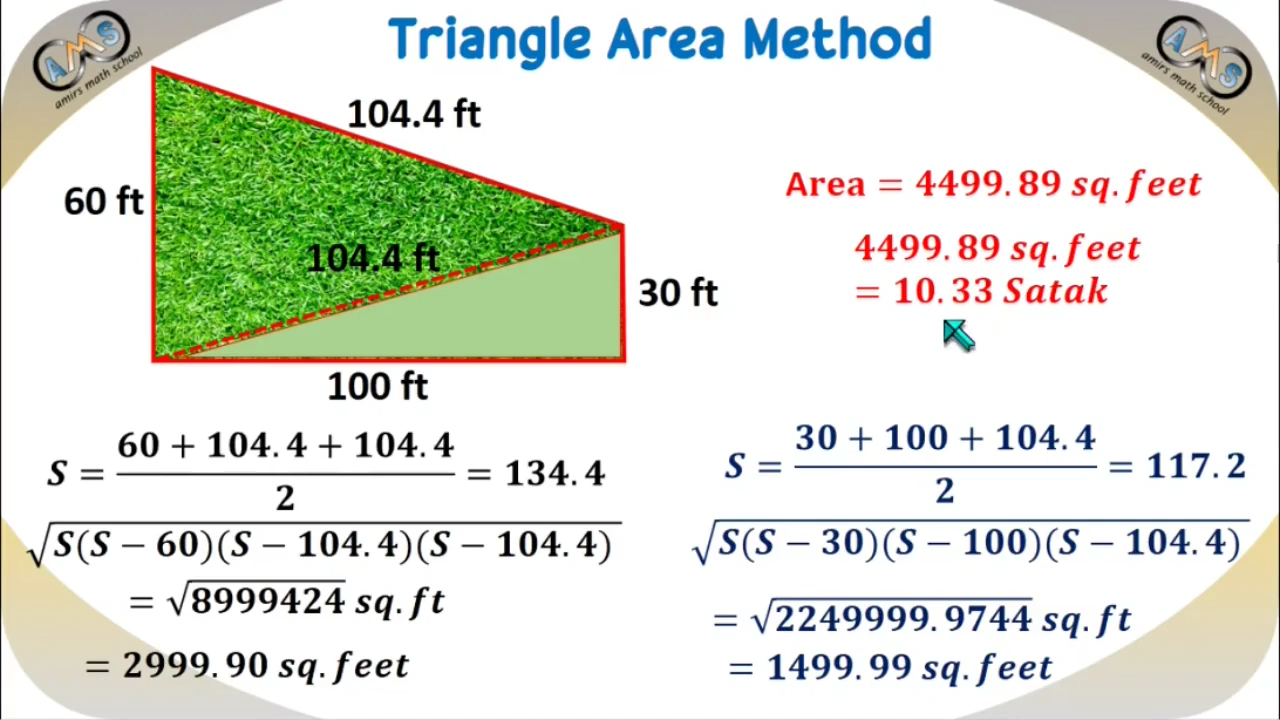 AMS
amirs math school
Triangle Area Method
AMS
amirs math school
104.4 ft
60 ft
104.4 ft
30 ft
100 ft
Area = 4499.89 sq.feet
4499.89 sq.feet
= 10.33 Satak
S = (60 + 104.4 + 104.4)/2 = 134.4
√S(S − 60)(S − 104.4)(S − 104.4)
= √8999424 sq.ft
= 2999.90 sq.feet
S = (30 + 100 + 104.4)/2 = 117.2
√S(S − 30)(S − 100)(S − 104.4)
= √2249999.9744 sq.ft
= 1499.99 sq.feet